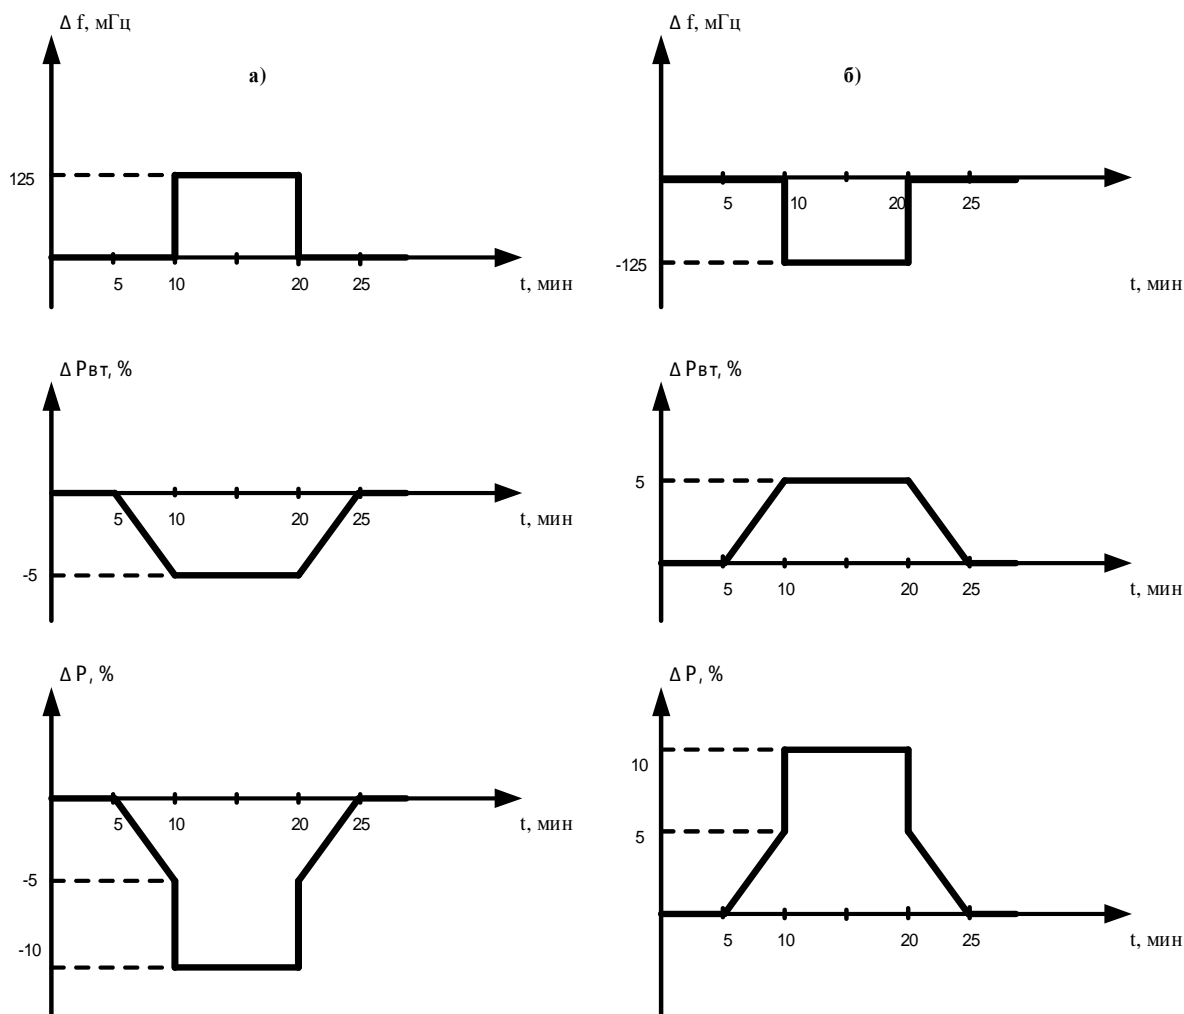 Δ f, мГц
а)
125
5 10 20 25
t, мин
Δ f, мГц
б)
5 10 20 25
-125
t, мин
Δ Pвт, %
5 10 20 25
t, мин
-5
Δ Pвт, %
5
5 10 20 25
t, мин
Δ P, %
5 10 20 25
t, мин
-5
-10
Δ P, %
10
5
5 10 20 25
t, мин